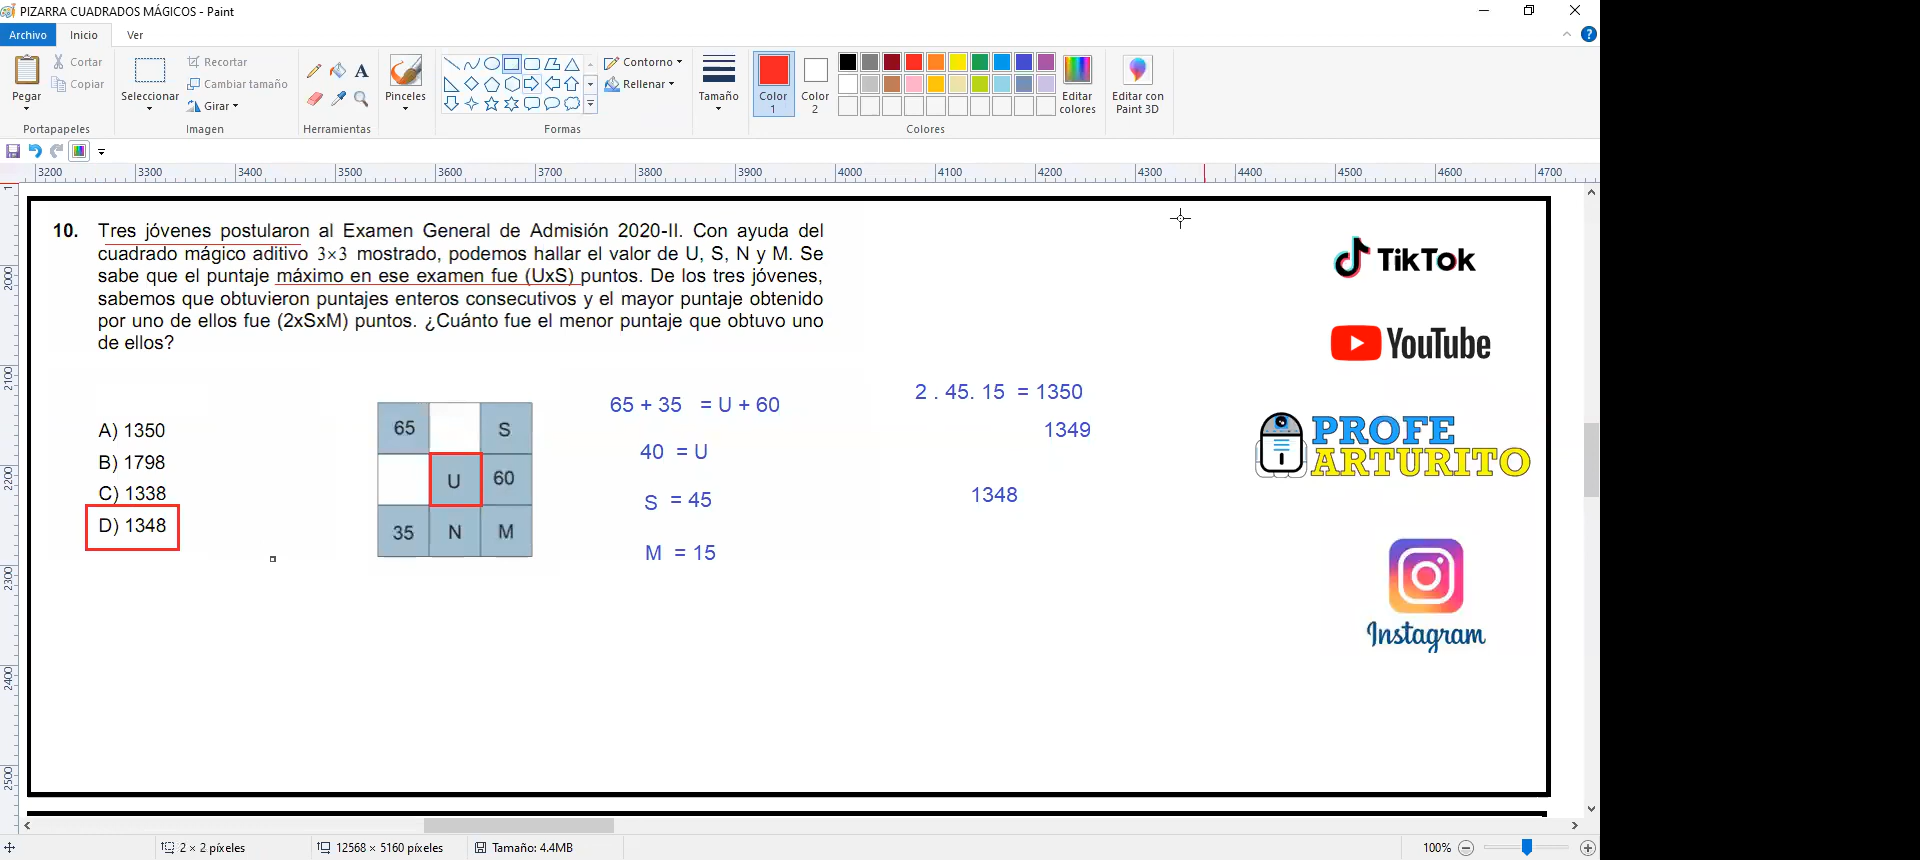 PIZARRA CUADRADOS MÁGICOS - Paint
Archivo Inicio Ver
Pegar
Cortar
Copiar
Portapapeles
Seleccionar
Recortar
Cambiar tamaño
Girar
Imagen
A
Herramientas
Pinceles
Contorno
Rellenar
Formas
Tamaño
Color 1
Color 2
Editar colores
Colores
Editar con Paint 3D
3200 3300 3400 3500 3600 3700 3800 3900 4000 4100 4200 4300 4400 4500 4600 4700
2000
2100
2200
2300
2400
2500
10. Tres jóvenes postularon al Examen General de Admisión 2020-II. Con ayuda del
cuadrado mágico aditivo 3×3 mostrado, podemos hallar el valor de U, S, N y M. Se
sabe que el puntaje máximo en ese examen fue (UxS) puntos. De los tres jóvenes,
sabemos que obtuvieron puntajes enteros consecutivos y el mayor puntaje obtenido
por uno de ellos fue (2xSxM) puntos. ¿Cuánto fue el menor puntaje que obtuvo uno
de ellos?
A) 1350
B) 1798
C) 1338
D) 1348
65 S
U 60
35 N M
65 + 35 = U + 60
40 = U
S = 45
M = 15
2 . 45. 15 = 1350
1349
1348
TikTok
YouTube
PROFE
ARTURITO
Instagram
2 × 2 píxeles
12568 × 5160 píxeles
Tamaño: 4.4MB
100%